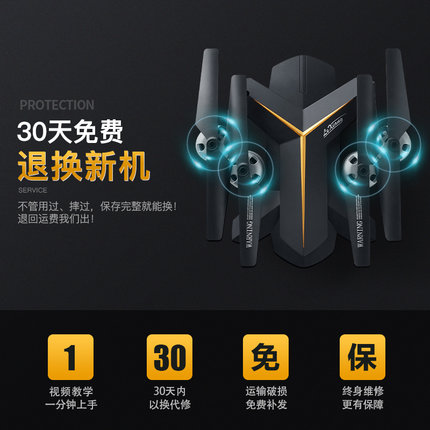 PROTECTION
30天免费
退换新机
SERVICE
不管用过、摔过，保存完整就能换！
退回运费我们出！
WARNING
WARNING
1
30
免
保
视频教学
一分钟上手
30天内
以换代修
运输破损
免费补发
终身维修
更有保障